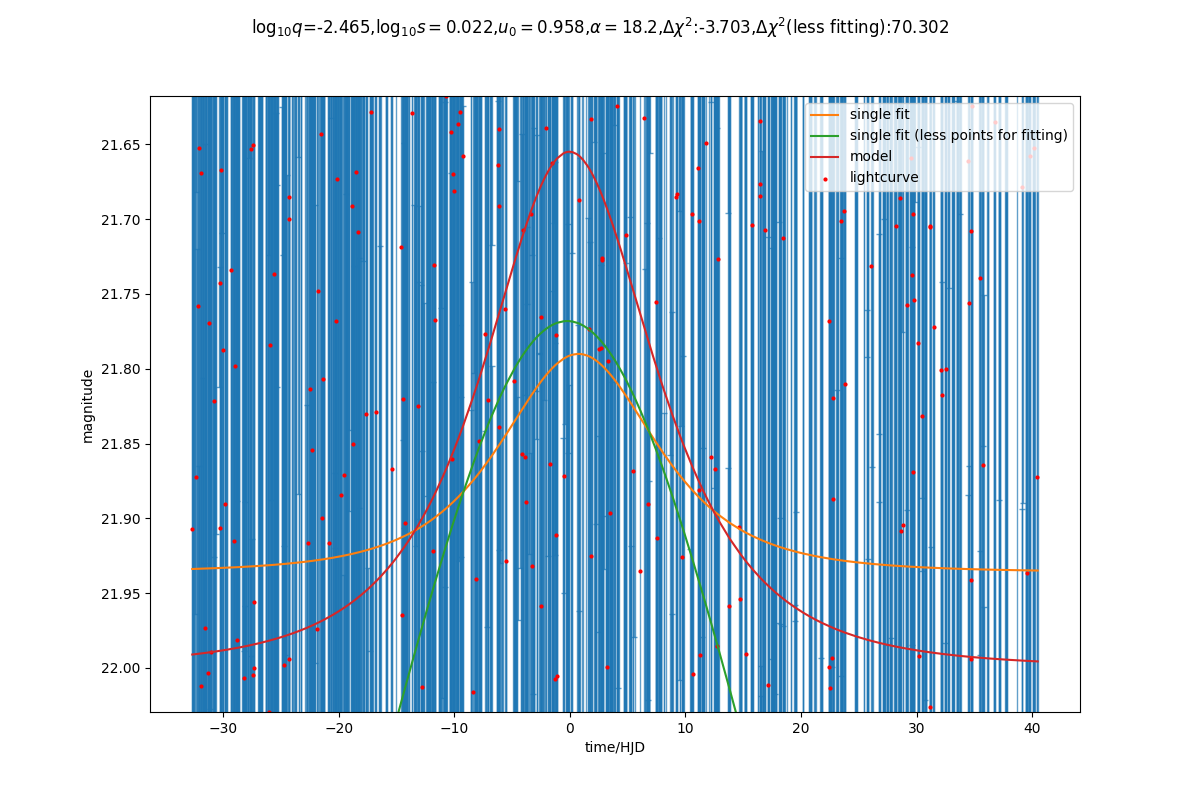 log₁₀q=-2.465,log₁₀s = 0.022,u₀ = 0.958,α = 18.2,Δχ²:-3.703,Δχ²(less fitting):70.302
single fit
single fit (less points for fitting)
model
lightcurve
magnitude
21.65
21.70
21.75
21.80
21.85
21.90
21.95
22.00
−30 −20 −10 0 10 20 30 40
time/HJD